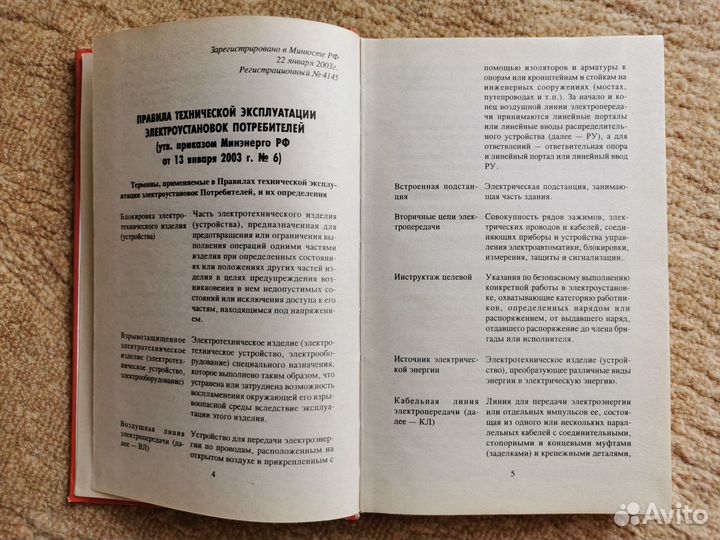 Зарегистрировано в Минюсте РФ
22 января 2003г.
Регистрационный № 4145
ПРАВИЛА ТЕХНИЧЕСКОЙ ЭКСПЛУАТАЦИИ
ЭЛЕКТРОУСТАНОВОК ПОТРЕБИТЕЛЕЙ
(утв. приказом Минэнерго РФ
от 13 января 2003 г. № 6)
Термины, применяемые в Правилах технической эксплу-
атации электроустановок Потребителей, и их определения
Блокировка электро-
технического изделия
(устройства)
Часть электротехнического изделия
(устройства), предназначенная для
предотвращения или ограничения вы-
полнения операций одними частями
изделия при определенных состояни-
ях или положениях других частей из-
делия в целях предупреждения воз-
никновения в нем недопустимых со-
стояний или исключения доступа к его
частям, находящимся под напряжени-
ем.
Взрывозащищенное
электротехническое
изделие (электротех-
ническое устройство,
электрооборудование)
Электротехническое изделие (электро-
техническое устройство, электрообо-
рудование) специального назначения,
которое выполнено таким образом, что
устранена или затруднена возможность
воспламенения окружающей его взры-
воопасной среды вследствие эксплуа-
тации этого изделия.
Воздушная линия
электропередачи (да-
лее — ВЛ)
Устройство для передачи электроэнер-
гии по проводам, расположенным на
открытом воздухе и прикрепленным с
4
помощью изоляторов и арматуры к
опорам или кронштейнам и стойкам на
инженерных сооружениях (мостах,
путепроводах и т.п.). За начало и ко-
нец воздушной линии электропереда-
чи принимаются линейные порталы
или линейные вводы распределитель-
ного устройства (далее — РУ), а для
ответвлений — ответвительная опора
и линейный портал или линейный ввод
РУ.
Встроенная подстан-
ция
Электрическая подстанция, занимаю-
щая часть здания.
Вторичные цепи элек-
тропередачи
Совокупность рядов зажимов, элек-
трических проводов и кабелей, соеди-
няющих приборы и устройства управле-
ния электроавтоматики, блокировки,
измерения, защиты и сигнализации.
Инструктаж целевой
Указания по безопасному выполнению
конкретной работы в электроустанов-
ке, охватывающие категорию работни-
ков, определенных нарядом или
распоряжением, от выдавшего наряд,
отдавшего распоряжение до члена брига-
ды или исполнителя.
Источник электричес-
кой энергии
Электротехническое изделие (устройс-
тво), преобразующее различные виды
энергии в электрическую энергию.
Кабельная линия
электропередачи (да-
лее — КЛ)
Линия для передачи электроэнергии
или отдельных импульсов ее, состоя-
щая из одного или нескольких парал-
лельных кабелей с соединительными,
стопорными и концевыми муфтами
(заделками) и крепежными деталями,
5
Avito